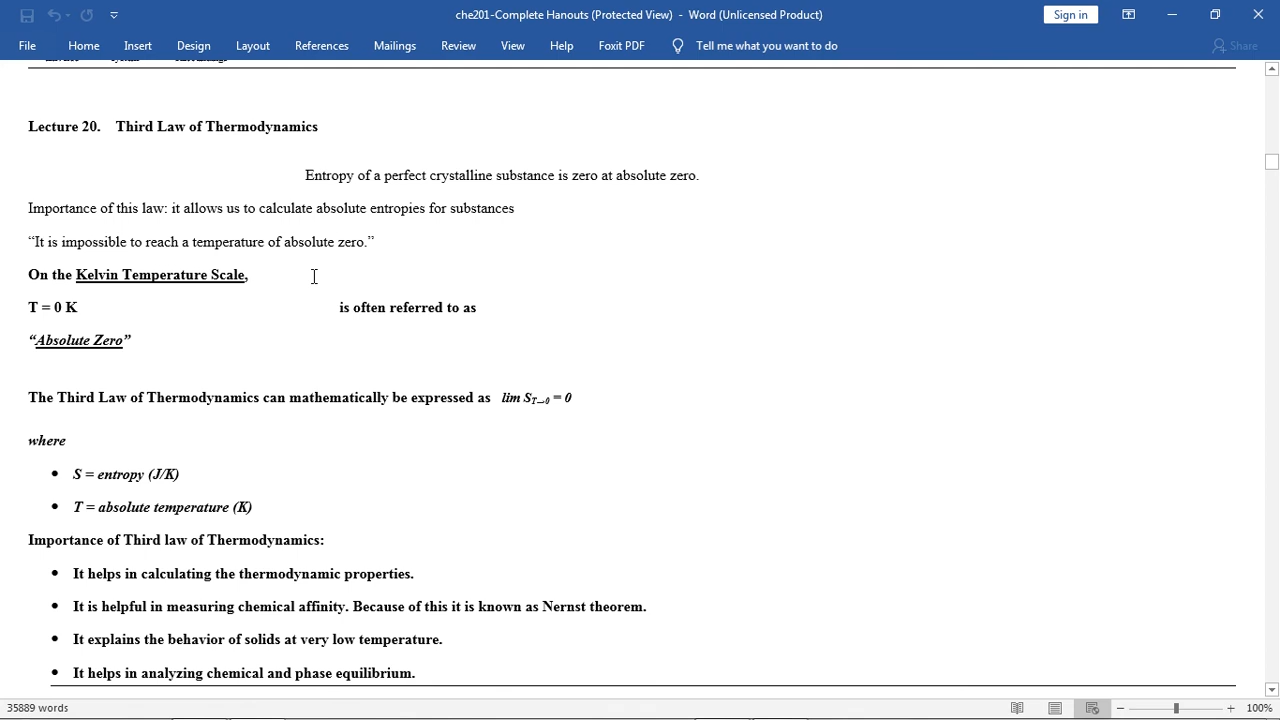 che201-Complete Hanouts (Protected View) - Word (Unlicensed Product)
Sign in
File Home Insert Design Layout References Mailings Review View Help Foxit PDF Tell me what you want to do Share
Lecture 20. Third Law of Thermodynamics
Entropy of a perfect crystalline substance is zero at absolute zero.
Importance of this law: it allows us to calculate absolute entropies for substances
“It is impossible to reach a temperature of absolute zero.”
On the Kelvin Temperature Scale,
T = 0 K is often referred to as
“Absolute Zero”
The Third Law of Thermodynamics can mathematically be expressed as lim S_T→0 = 0
where
• S = entropy (J/K)
• T = absolute temperature (K)
Importance of Third law of Thermodynamics:
• It helps in calculating the thermodynamic properties.
• It is helpful in measuring chemical affinity. Because of this it is known as Nernst theorem.
• It explains the behavior of solids at very low temperature.
• It helps in analyzing chemical and phase equilibrium.
35889 words
100%